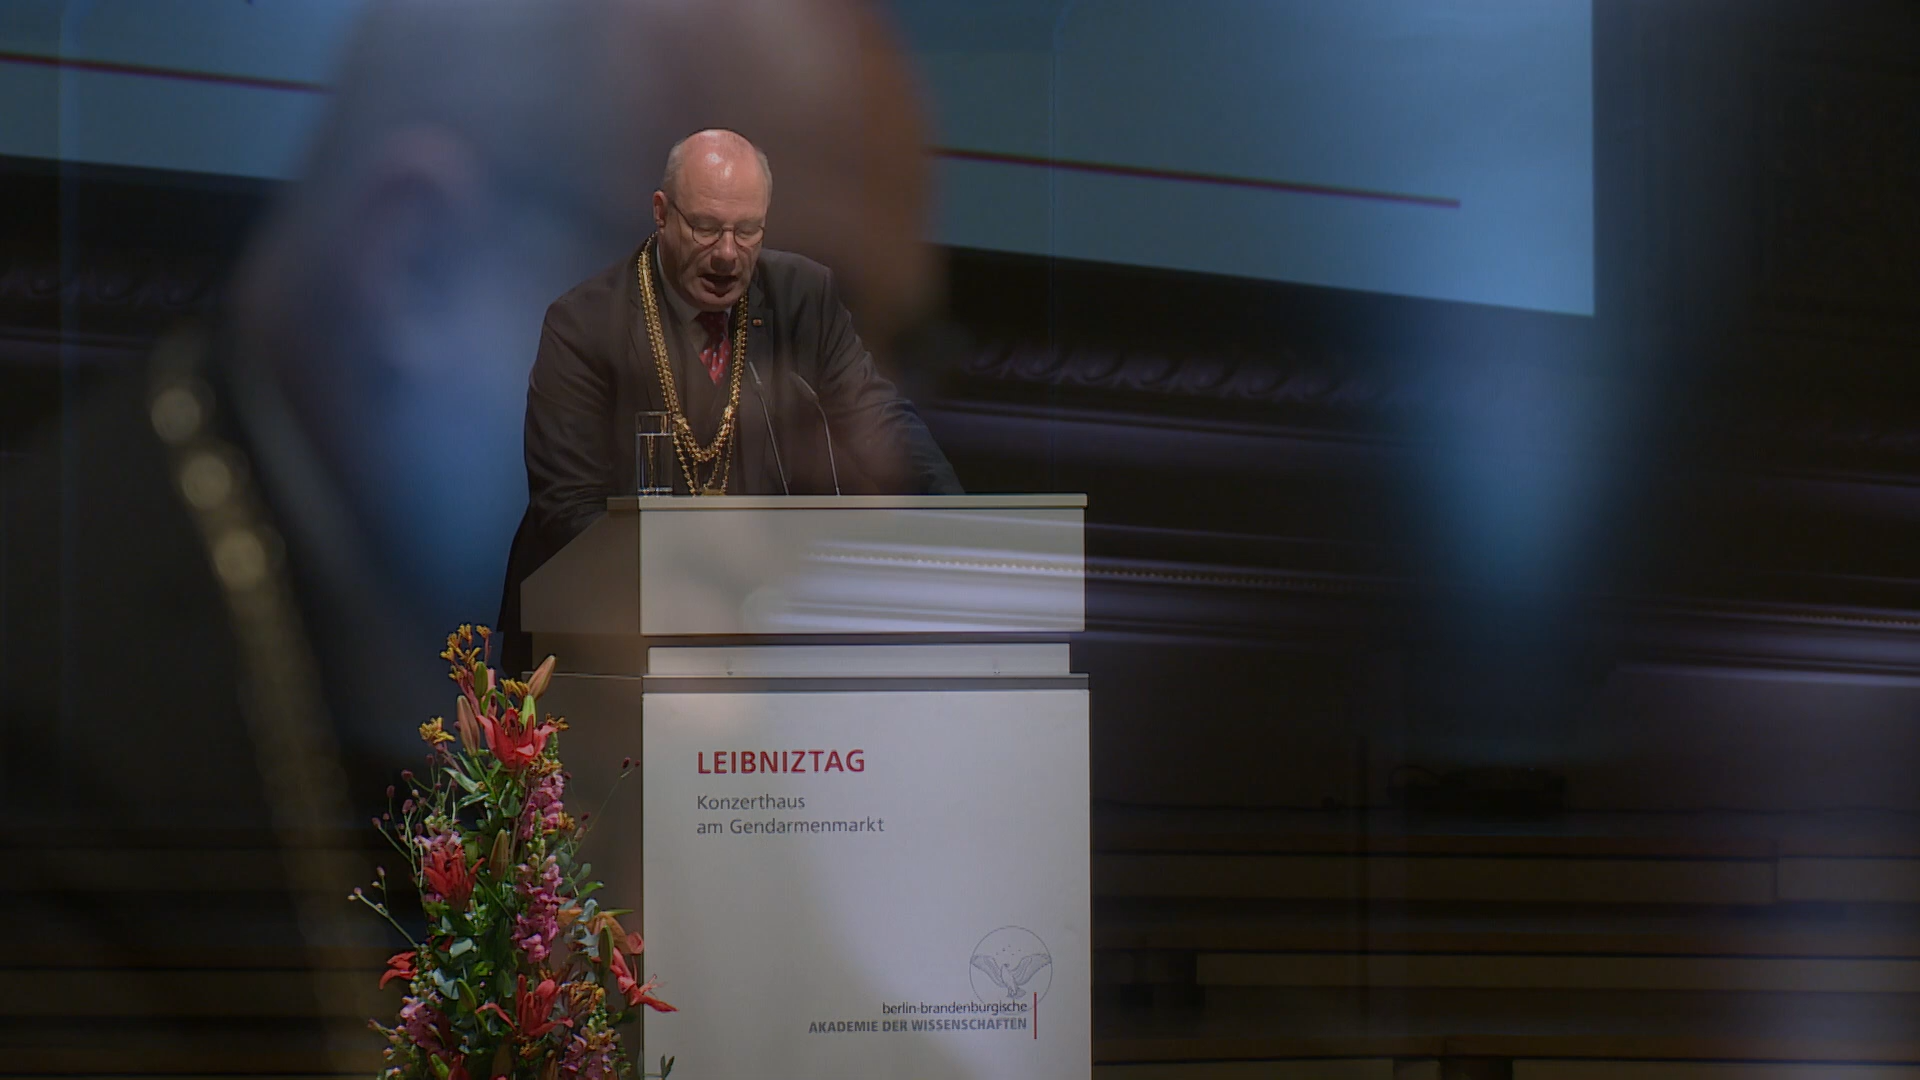 LEIBNIZTAG
Konzerthaus
am Gendarmenmarkt
berlin-brandenburgische
AKADEMIE DER WISSENSCHAFTEN